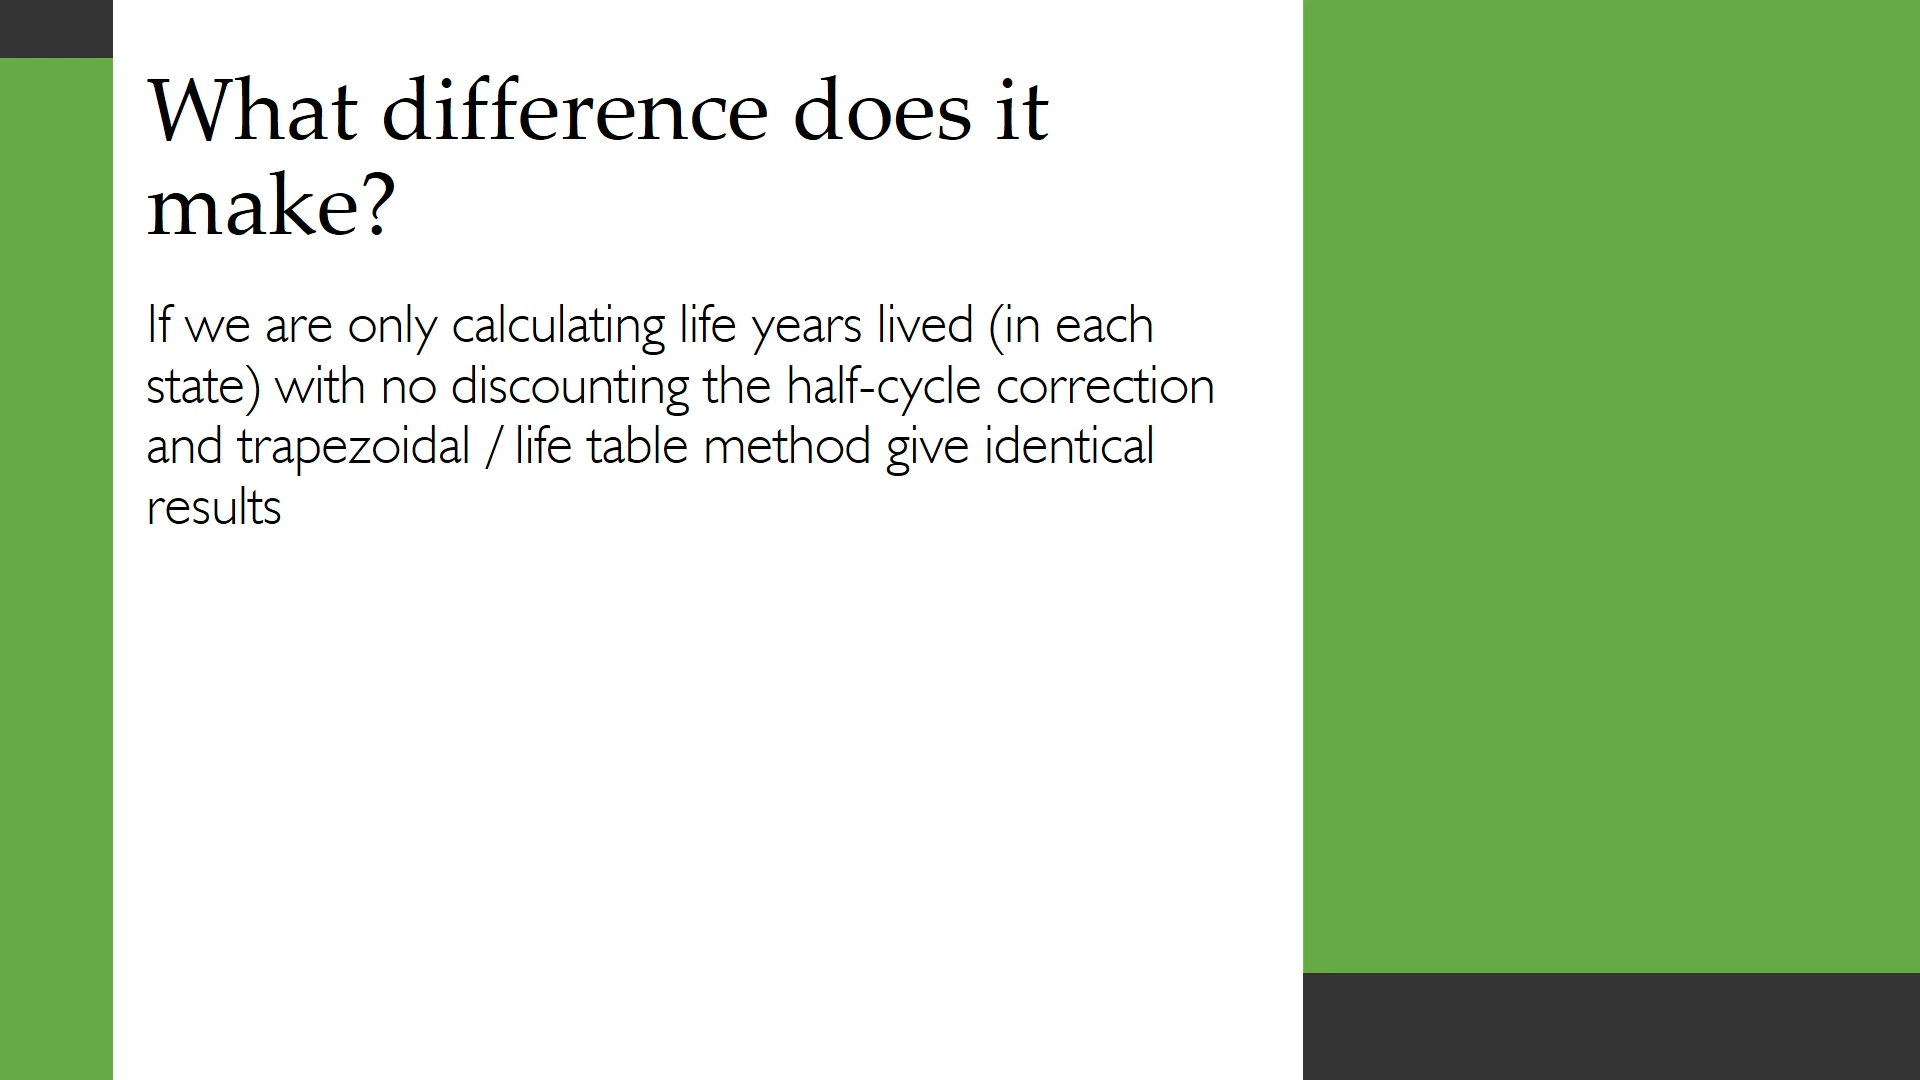 What difference does it
make?
If we are only calculating life years lived (in each
state) with no discounting the half-cycle correction
and trapezoidal / life table method give identical
results